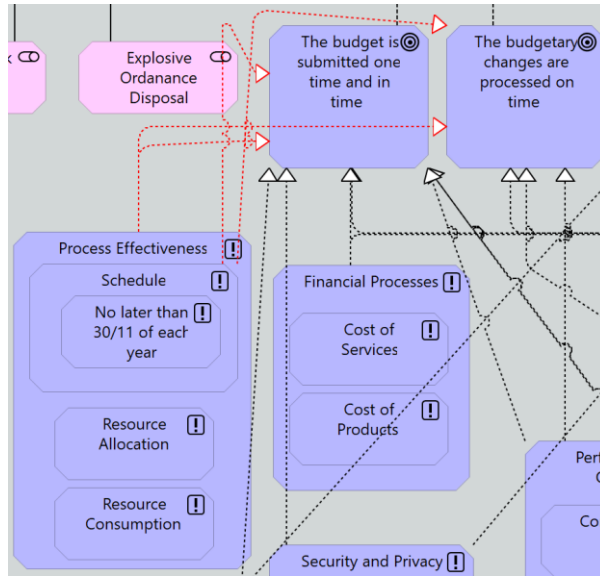 Explosive
Ordanance
Disposal
The budget is
submitted one
time and in
time
The budgetary
changes are
processed on
time
Process Effectiveness
Schedule
No later than
30/11 of each
year
Resource
Allocation
Resource
Consumption
Financial Processes
Cost of
Services
Cost of
Products
Security and Privacy